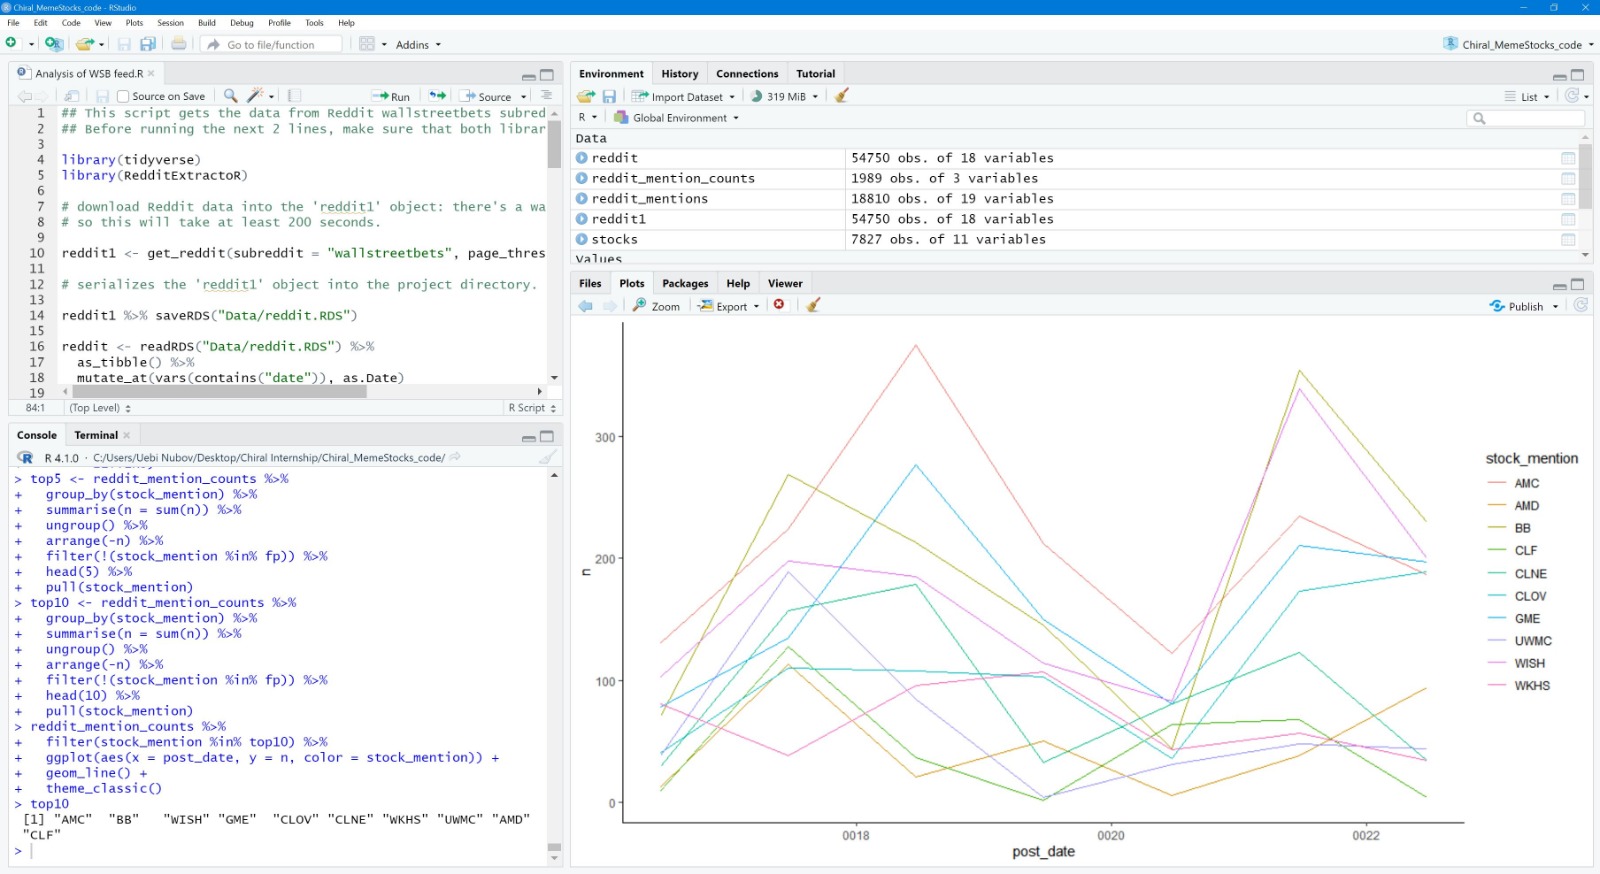 Chiral_MemeStocks_code - RStudio
File Edit Code View Plots Session Build Debug Profile Tools Help
Go to file/function Addins Chiral_MemeStocks_code
Analysis of WSB feed.R
Source on Save Run Source
1 ## This script gets the data from Reddit wallstreetbets subred
2 ## Before running the next 2 lines, make sure that both librar
3
4 library(tidyverse)
5 library(RedditExtractoR)
6
7 # download Reddit data into the 'reddit1' object: there's a wa
8 # so this will take at least 200 seconds.
9
10 reddit1 <- get_reddit(subreddit = "wallstreetbets", page_thres
11
12 # serializes the 'reddit1' object into the project directory.
13
14 reddit1 %>% saveRDS("Data/reddit.RDS")
15
16 reddit <- readRDS("Data/reddit.RDS") %>%
17 as_tibble() %>%
18 mutate_at(vars(contains("date")), as.Date)
19
84:1 (Top Level) R Script
Console Terminal
R 4.1.0 · C:/Users/Uebi Nubov/Desktop/Chiral Internship/Chiral_MemeStocks_code/
> top5 <- reddit_mention_counts %>%
+ group_by(stock_mention) %>%
+ summarise(n = sum(n)) %>%
+ ungroup() %>%
+ arrange(-n) %>%
+ filter(!(stock_mention %in% fp)) %>%
+ head(5) %>%
+ pull(stock_mention)
> top10 <- reddit_mention_counts %>%
+ group_by(stock_mention) %>%
+ summarise(n = sum(n)) %>%
+ ungroup() %>%
+ arrange(-n) %>%
+ filter(!(stock_mention %in% fp)) %>%
+ head(10) %>%
+ pull(stock_mention)
> reddit_mention_counts %>%
+ filter(stock_mention %in% top10) %>%
+ ggplot(aes(x = post_date, y = n, color = stock_mention)) +
+ geom_line() +
+ theme_classic()
> top10
[1] "AMC" "BB" "WISH" "GME" "CLOV" "CLNE" "WKHS" "UWMC" "AMD"
"CLF"
>
Environment History Connections Tutorial
Import Dataset 319 MiB List
R Global Environment
Data
reddit 54750 obs. of 18 variables
reddit_mention_counts 1989 obs. of 3 variables
reddit_mentions 18810 obs. of 19 variables
reddit1 54750 obs. of 18 variables
stocks 7827 obs. of 11 variables
Values
Files Plots Packages Help Viewer
Zoom Export Publish
300
200
100
0
n
0018 0020 0022
post_date
stock_mention
AMC
AMD
BB
CLF
CLNE
CLOV
GME
UWMC
WISH
WKHS